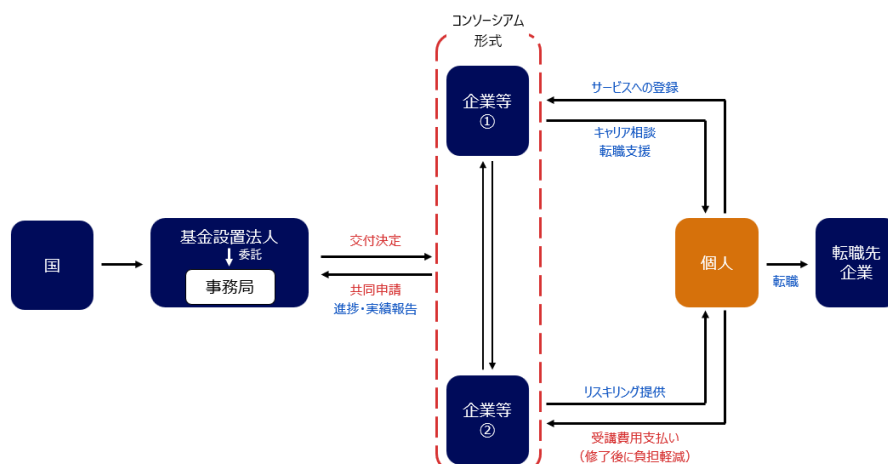 コンソーシアム
形式
企業等
①
サービスへの登録
キャリア相談
転職支援
国
基金設置法人
委託
事務局
交付決定
共同申請
進捗・実績報告
個人
転職
転職先
企業
企業等
②
リスキリング提供
受講費用支払い
（修了後に負担軽減）